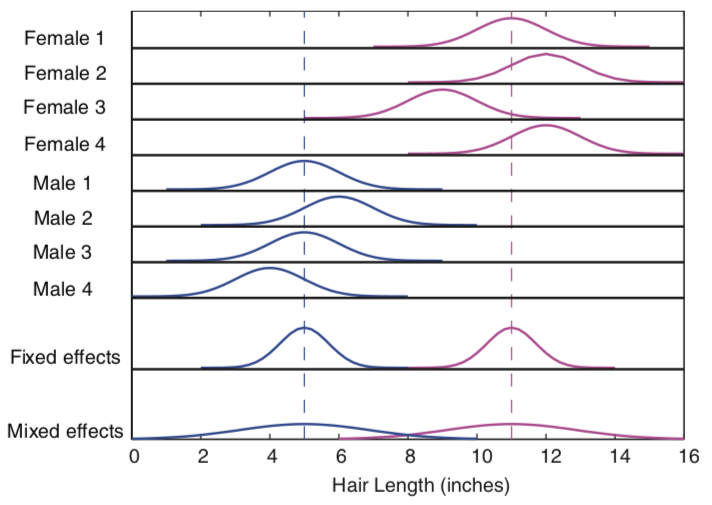 Female 1
Female 2
Female 3
Female 4
Male 1
Male 2
Male 3
Male 4
Fixed effects
Mixed effects
0 2 4 6 8 10 12 14 16
Hair Length (inches)